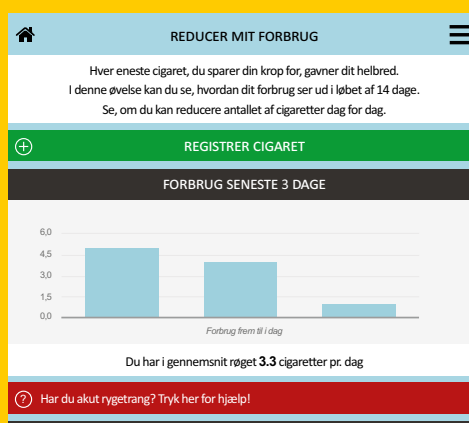 REDUCER MIT FORBRUG
Hver eneste cigaret, du sparer din krop for, gavner dit helbred.
I denne øvelse kan du se, hvordan dit forbrug ser ud i løbet af 14 dage.
Se, om du kan reducere antallet af cigaretter dag for dag.
REGISTRER CIGARET
FORBRUG SENESTE 3 DAGE
6,0
4,5
3,0
1,5
0,0
Forbrug frem til i dag
Du har i gennemsnit røget 3.3 cigaretter pr. dag
? Har du akut rygetrang? Tryk her for hjælp!